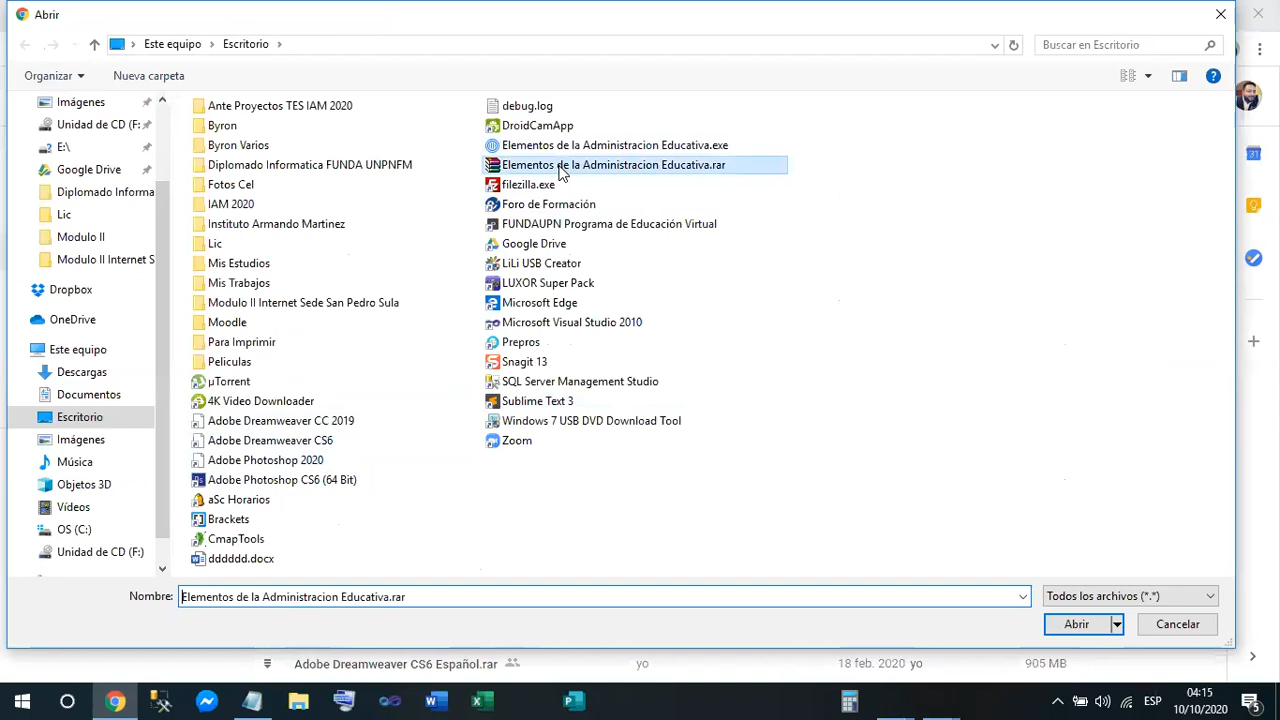 Abrir
Este equipo
Escritorio
Buscar en Escritorio
Organizar
Nueva carpeta
Imágenes
Unidad de CD (F:
E:\
Google Drive
Diplomado Informa
Lic
Modulo II
Modulo II Internet S
Dropbox
OneDrive
Este equipo
Descargas
Documentos
Escritorio
Imágenes
Música
Objetos 3D
Vídeos
OS (C:)
Unidad de CD (F:)
Ante Proyectos TES IAM 2020
Byron
Byron Varios
Diplomado Informatica FUNDA UNPNFM
Fotos Cel
IAM 2020
Instituto Armando Martinez
Lic
Mis Estudios
Mis Trabajos
Modulo II Internet Sede San Pedro Sula
Moodle
Para Imprimir
Peliculas
µTorrent
4K Video Downloader
Adobe Dreamweaver CC 2019
Adobe Dreamweaver CS6
Adobe Photoshop 2020
Adobe Photoshop CS6 (64 Bit)
aSc Horarios
Brackets
CmapTools
dddddd.docx
debug.log
DroidCamApp
Elementos de la Administracion Educativa.exe
Elementos de la Administracion Educativa.rar
filezilla.exe
Foro de Formación
FUNDAUPN Programa de Educación Virtual
Google Drive
LiLi USB Creator
LUXOR Super Pack
Microsoft Edge
Microsoft Visual Studio 2010
Prepros
Snagit 13
SQL Server Management Studio
Sublime Text 3
Windows 7 USB DVD Download Tool
Zoom
Nombre:
Elementos de la Administracion Educativa.rar
Todos los archivos (*.*)
Abrir
Cancelar
Adobe Dreamweaver CS6 Español.rar
yo
18 feb. 2020 yo
905 MB
ESP
04:15
10/10/2020
5